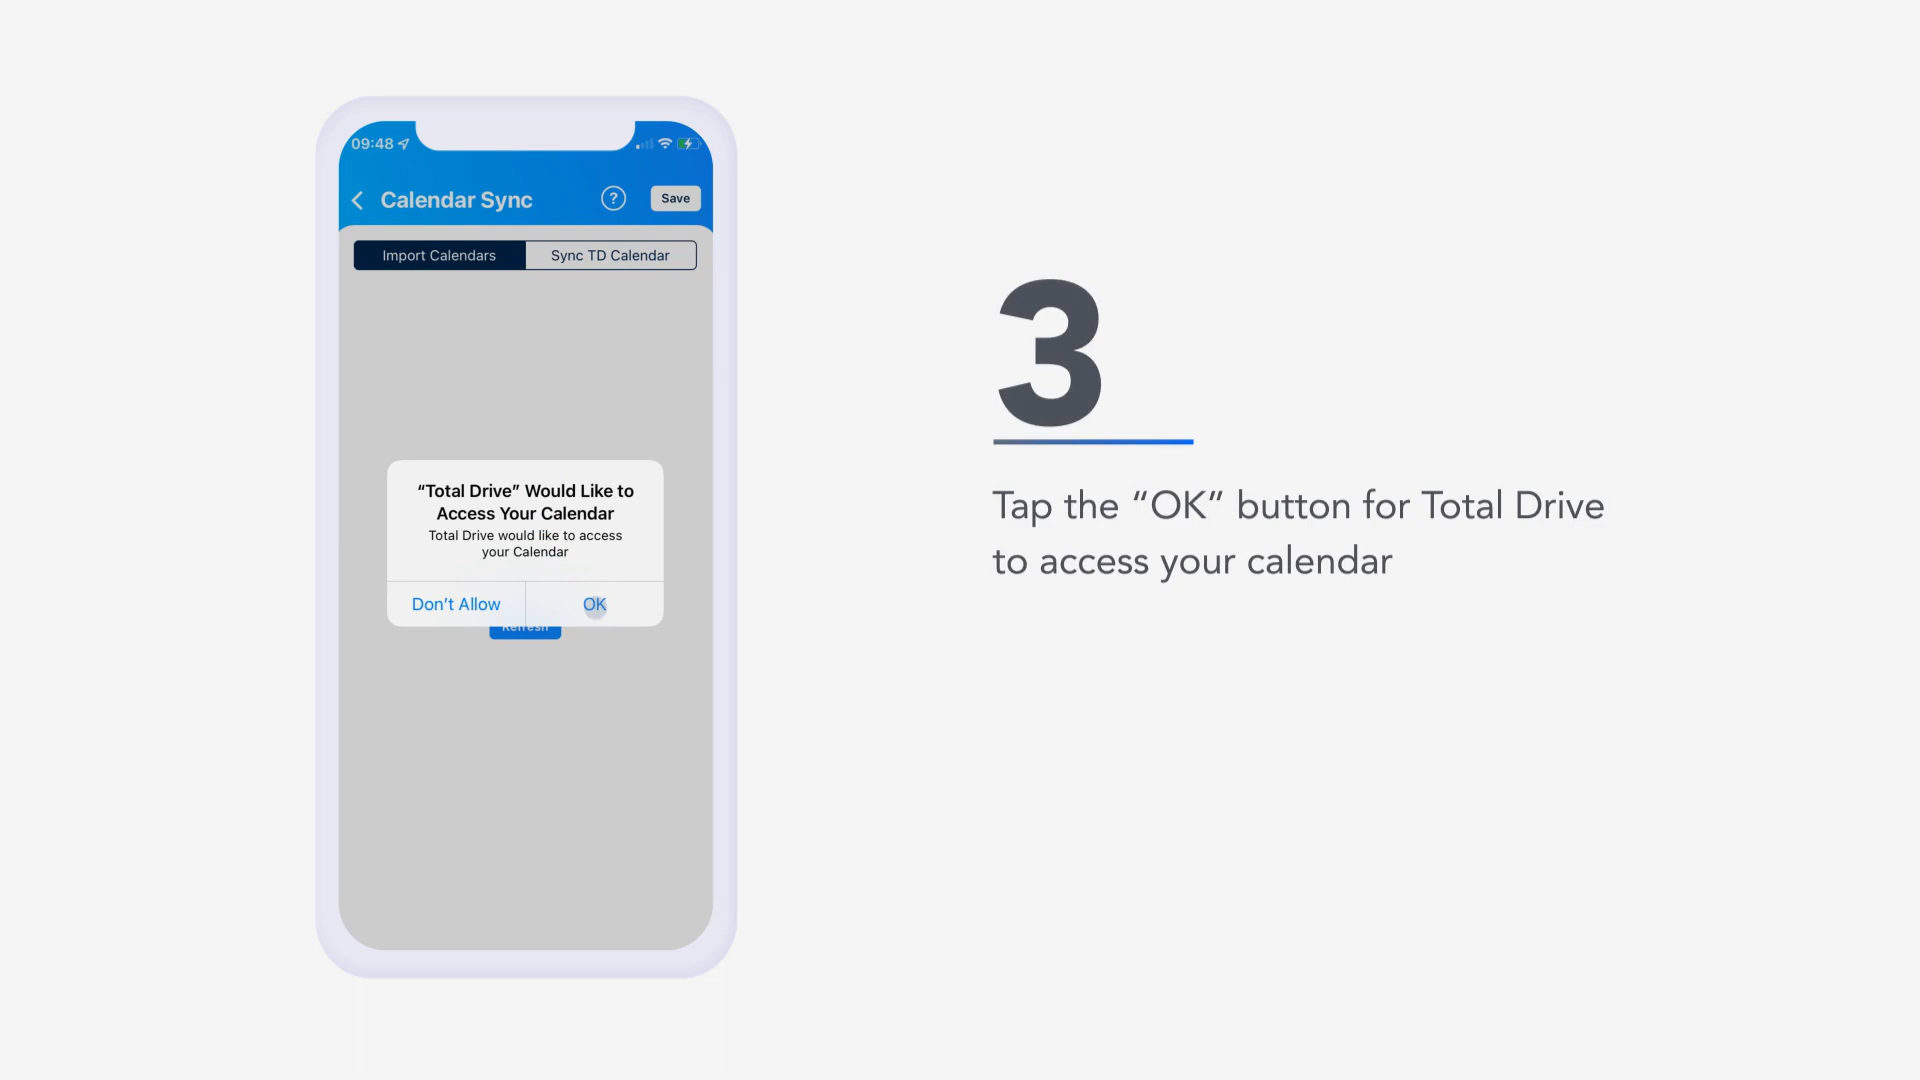 09:48
Calendar Sync
?
Save
Import Calendars
Sync TD Calendar
“Total Drive” Would Like to
Access Your Calendar
Total Drive would like to access
your Calendar
Don’t Allow
OK
Refresh
3
Tap the “OK” button for Total Drive
to access your calendar